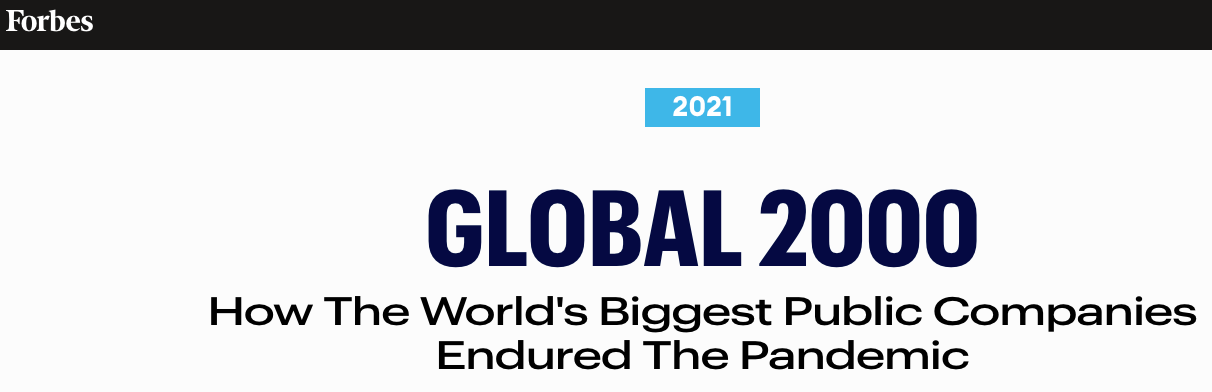 Forbes
2021
GLOBAL 2000
How The World's Biggest Public Companies
Endured The Pandemic